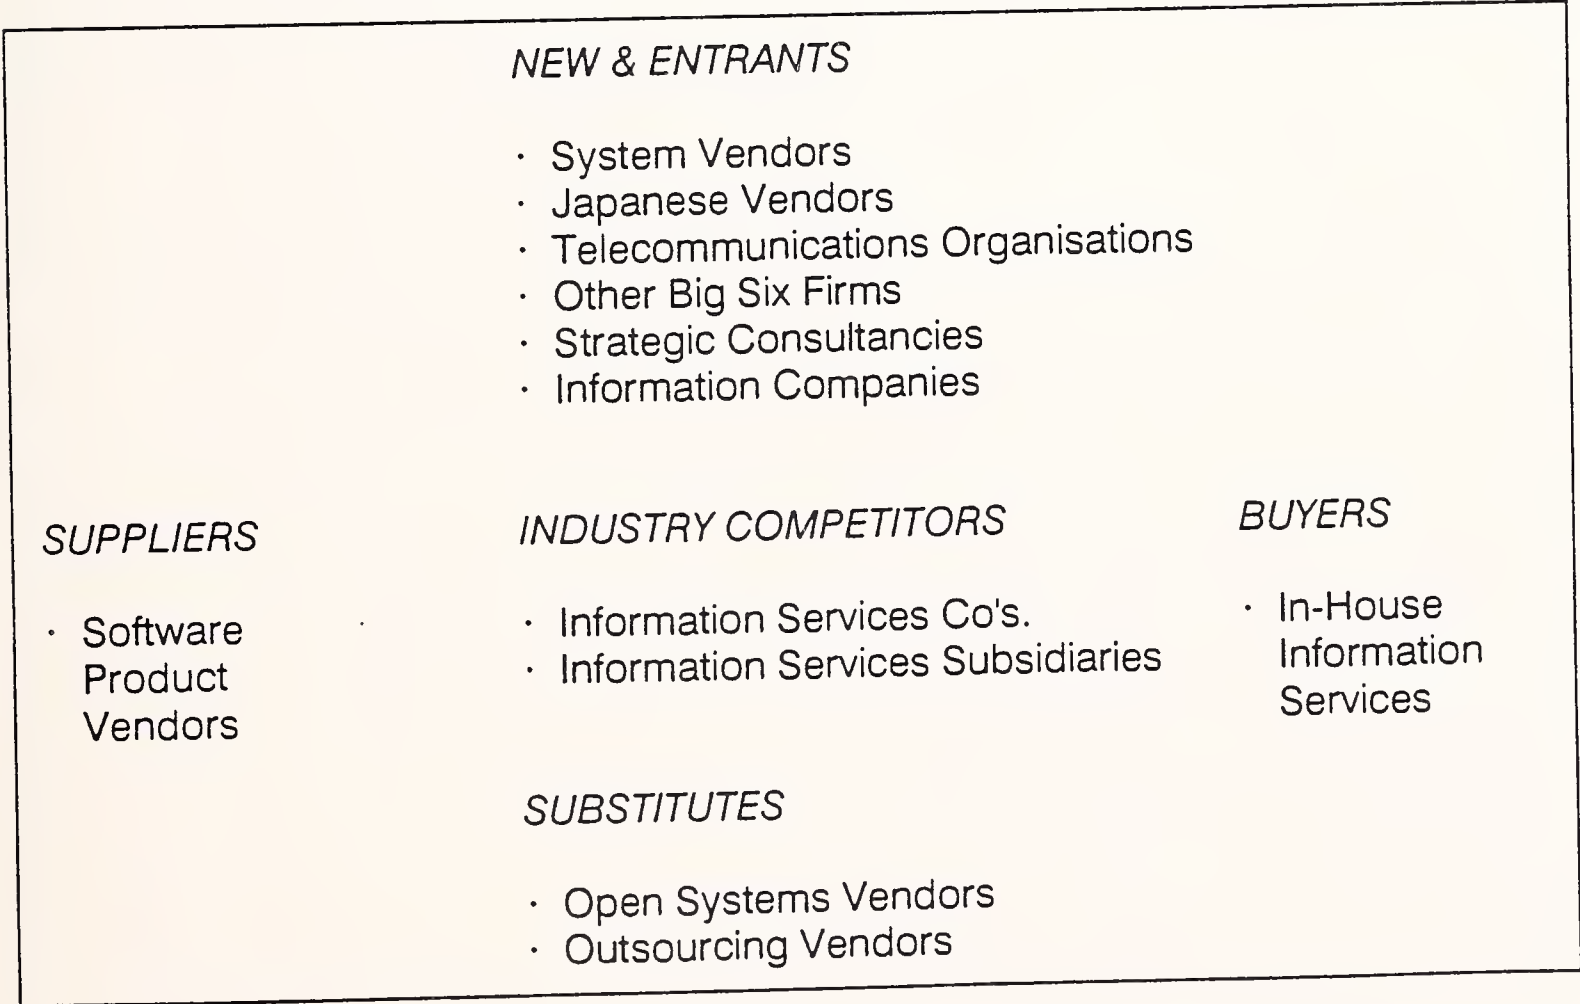 NEW & ENTRANTS
· System Vendors
· Japanese Vendors
· Telecommunications Organisations
· Other Big Six Firms
· Strategic Consultancies
· Information Companies
SUPPLIERS
· Software
Product
Vendors
INDUSTRY COMPETITORS
· Information Services Co's.
· Information Services Subsidiaries
BUYERS
· In-House
Information
Services
SUBSTITUTES
· Open Systems Vendors
· Outsourcing Vendors